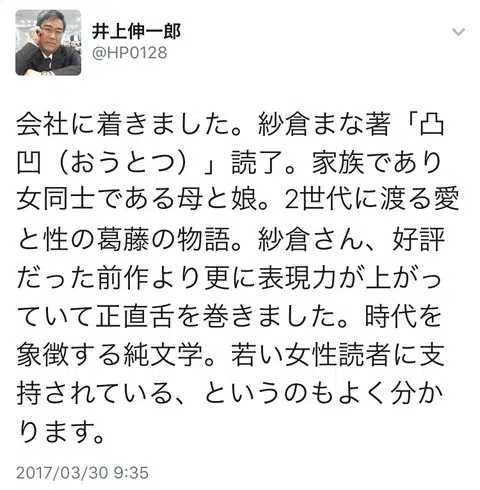 井上伸一郎
@HP0128
会社に着きました。紗倉まな著「凸
凹（おうとつ）」読了。家族であり
女同士である母と娘。2世代に渡る愛
と性の葛藤の物語。紗倉さん、好評
だった前作より更に表現力が上がっ
ていて正直舌を巻きました。時代を
象徴する純文学。若い女性読者に支
持されている、というのもよく分か
ります。
2017/03/30 9:35